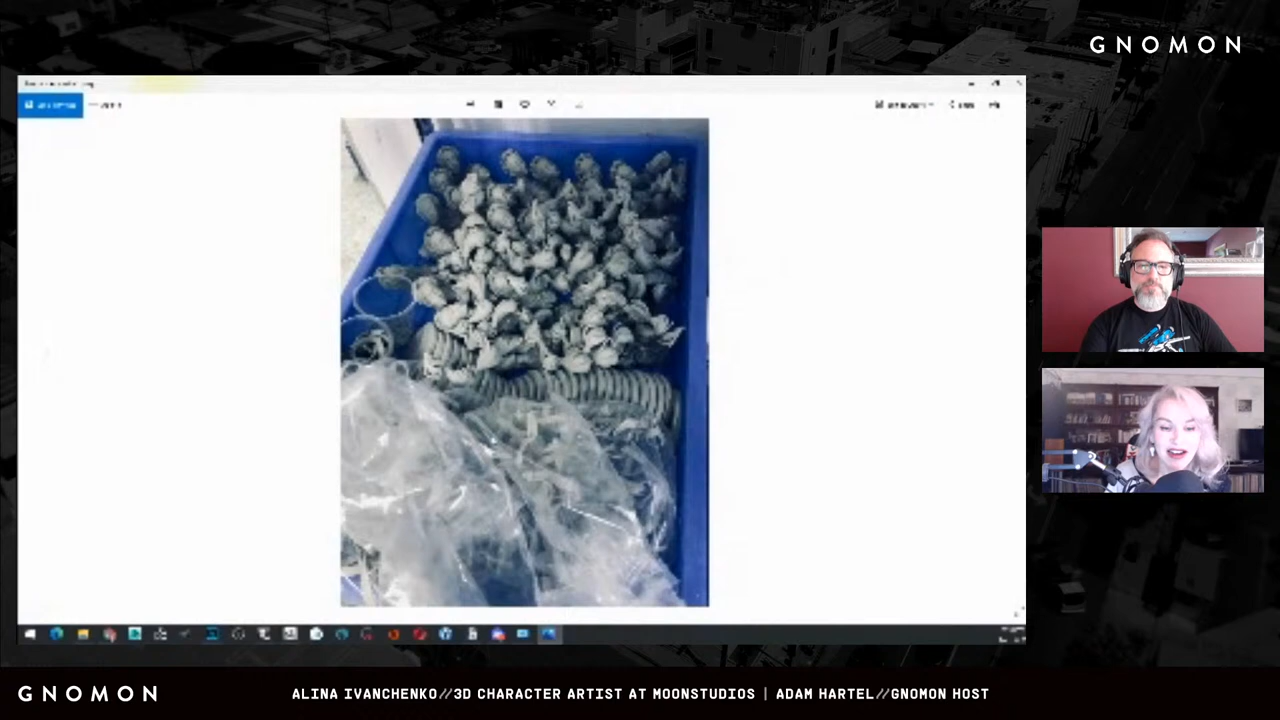 GNOMON
GNOMON
ALINA IVANCHENKO//3D CHARACTER ARTIST AT MOONSTUDIOS | ADAM HARTEL//GNOMON HOST